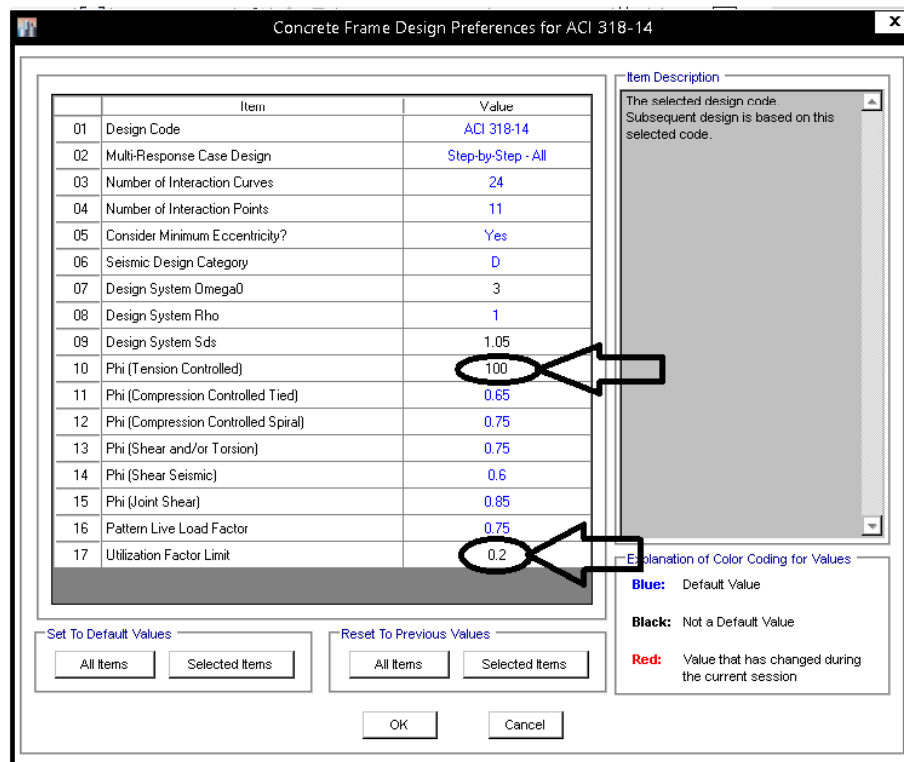 Concrete Frame Design Preferences for ACI 318-14
X
Item Value
01 Design Code ACI 318-14
02 Multi-Response Case Design Step-by-Step - All
03 Number of Interaction Curves 24
04 Number of Interaction Points 11
05 Consider Minimum Eccentricity? Yes
06 Seismic Design Category D
07 Design System Omega0 3
08 Design System Rho 1
09 Design System Sds 1.05
10 Phi (Tension Controlled) 100
11 Phi (Compression Controlled Tied) 0.65
12 Phi (Compression Controlled Spiral) 0.75
13 Phi (Shear and/or Torsion) 0.75
14 Phi (Shear Seismic) 0.6
15 Phi (Joint Shear) 0.85
16 Pattern Live Load Factor 0.75
17 Utilization Factor Limit 0.2
Item Description
The selected design code.
Subsequent design is based on this
selected code.
Explanation of Color Coding for Values
Blue: Default Value
Black: Not a Default Value
Red: Value that has changed during
the current session
Set To Default Values
All Items Selected Items
Reset To Previous Values
All Items Selected Items
OK Cancel